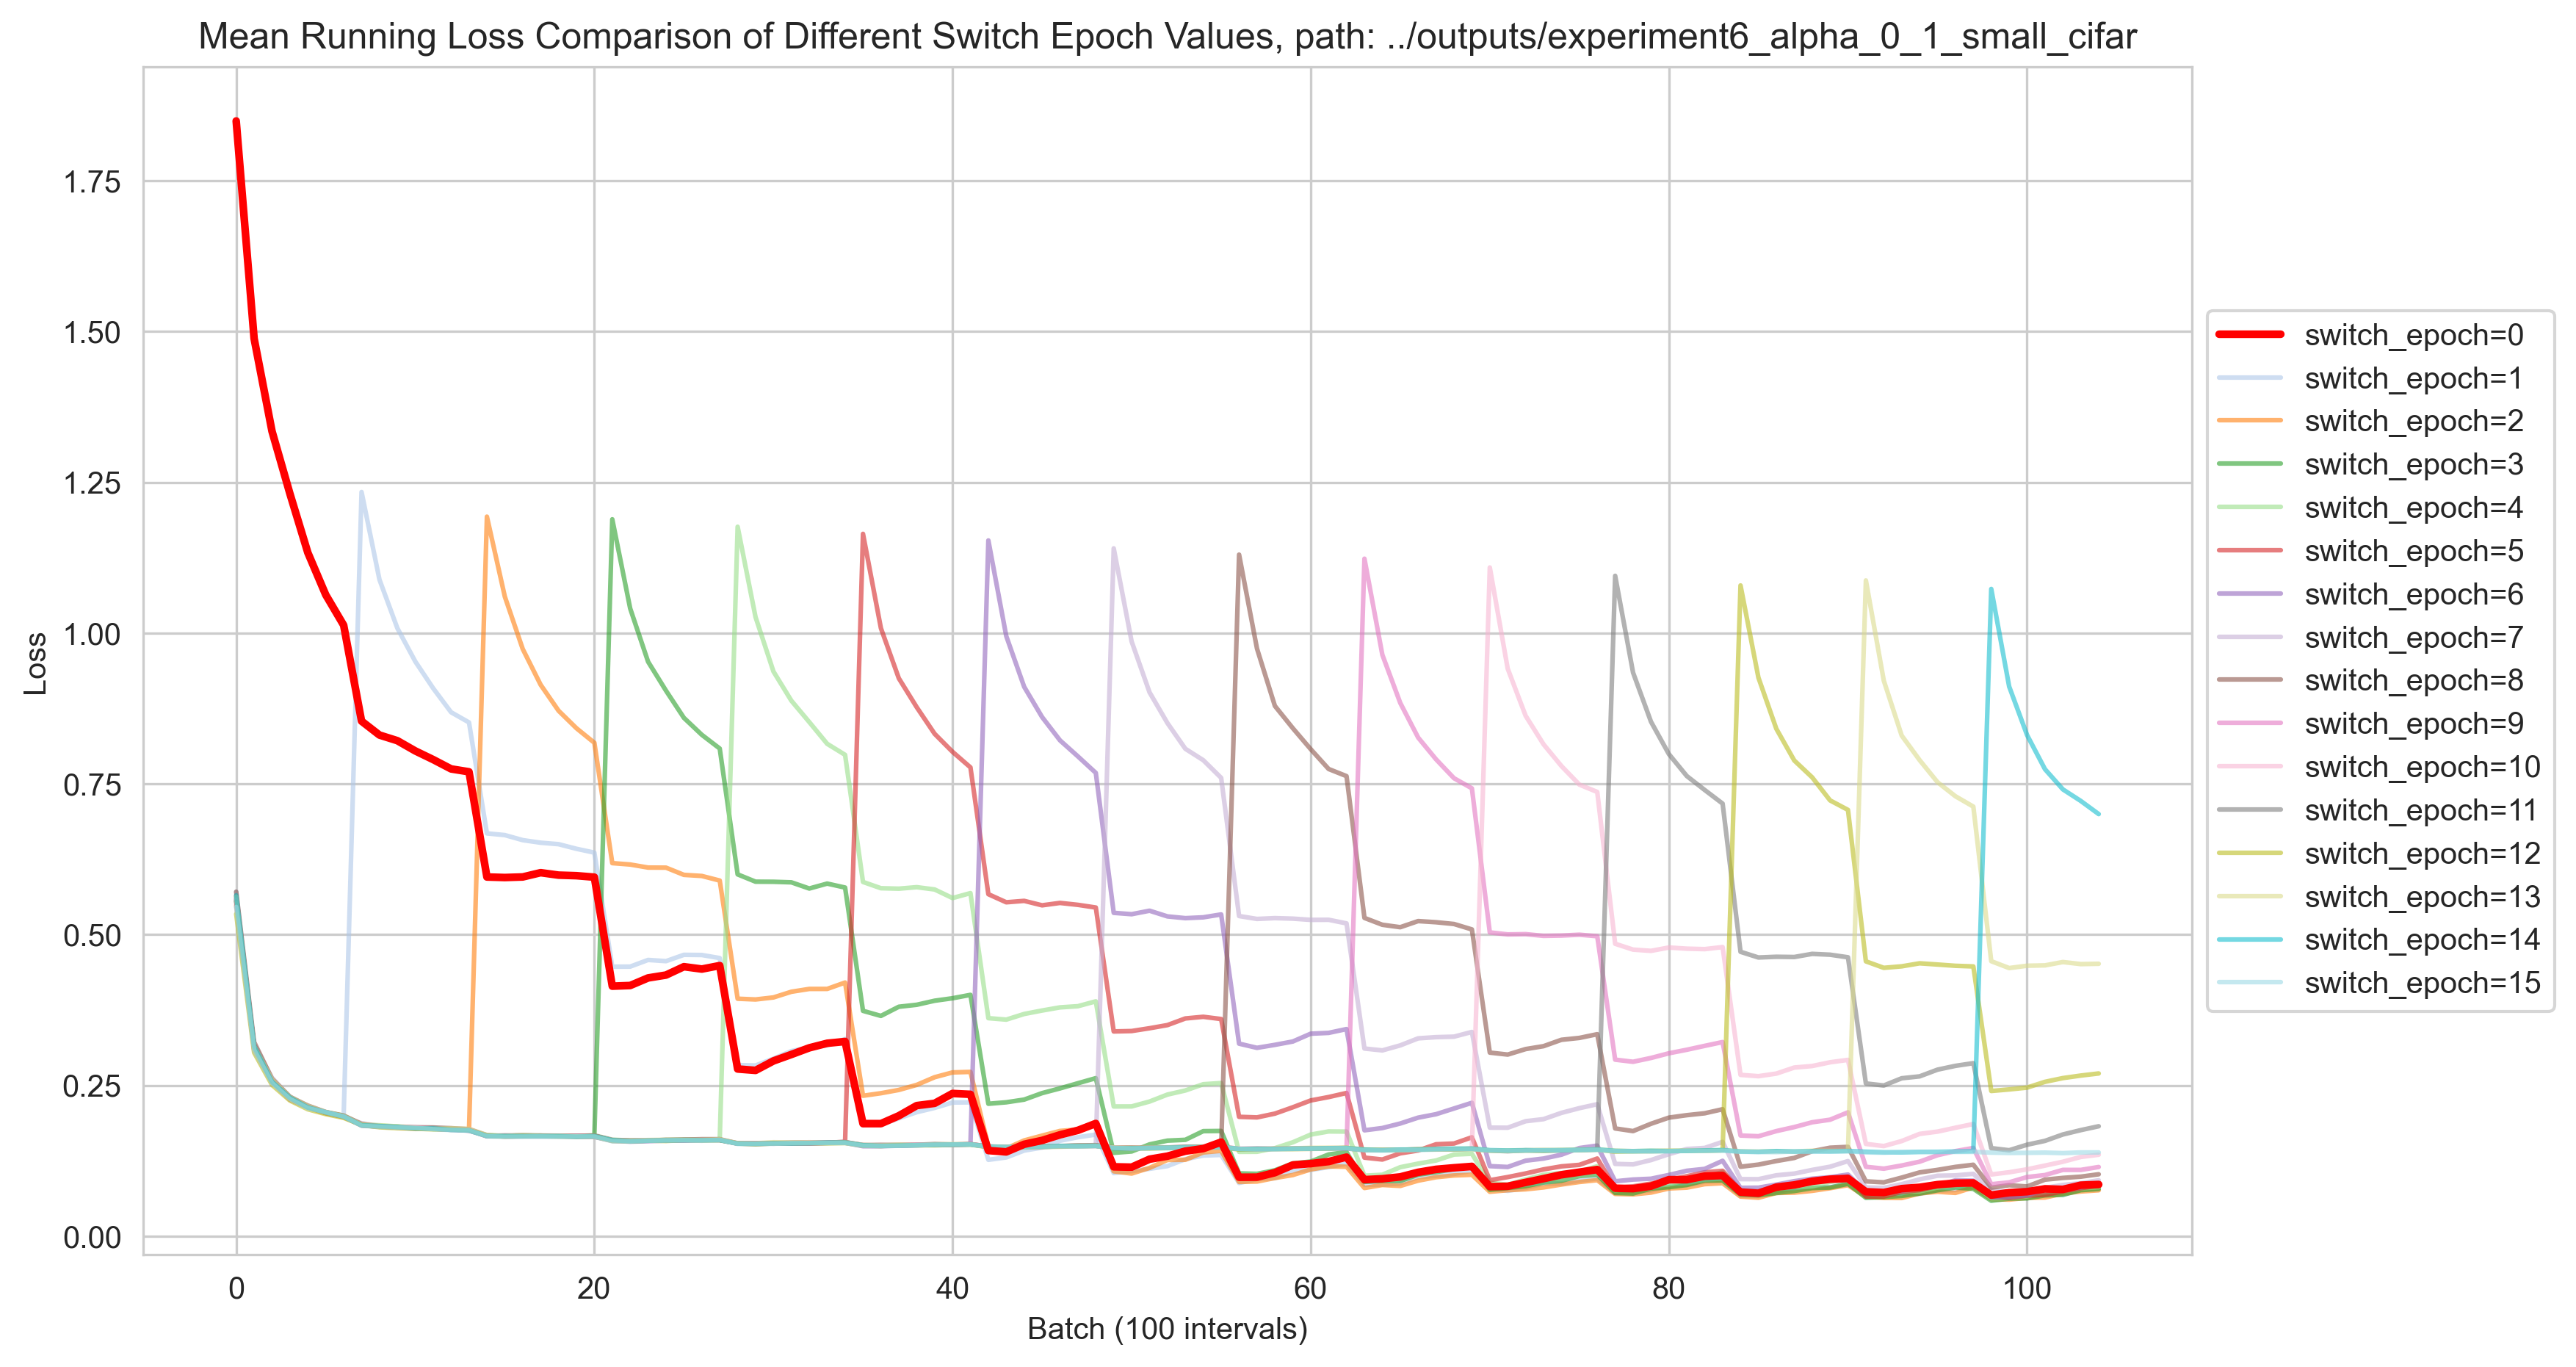 Mean Running Loss Comparison of Different Switch Epoch Values, path: ../outputs/experiment6_alpha_0_1_small_cifar
Loss
1.75
1.50
1.25
1.00
0.75
0.50
0.25
0.00
0
20
40
60
80
100
Batch (100 intervals)
switch_epoch=0
switch_epoch=1
switch_epoch=2
switch_epoch=3
switch_epoch=4
switch_epoch=5
switch_epoch=6
switch_epoch=7
switch_epoch=8
switch_epoch=9
switch_epoch=10
switch_epoch=11
switch_epoch=12
switch_epoch=13
switch_epoch=14
switch_epoch=15